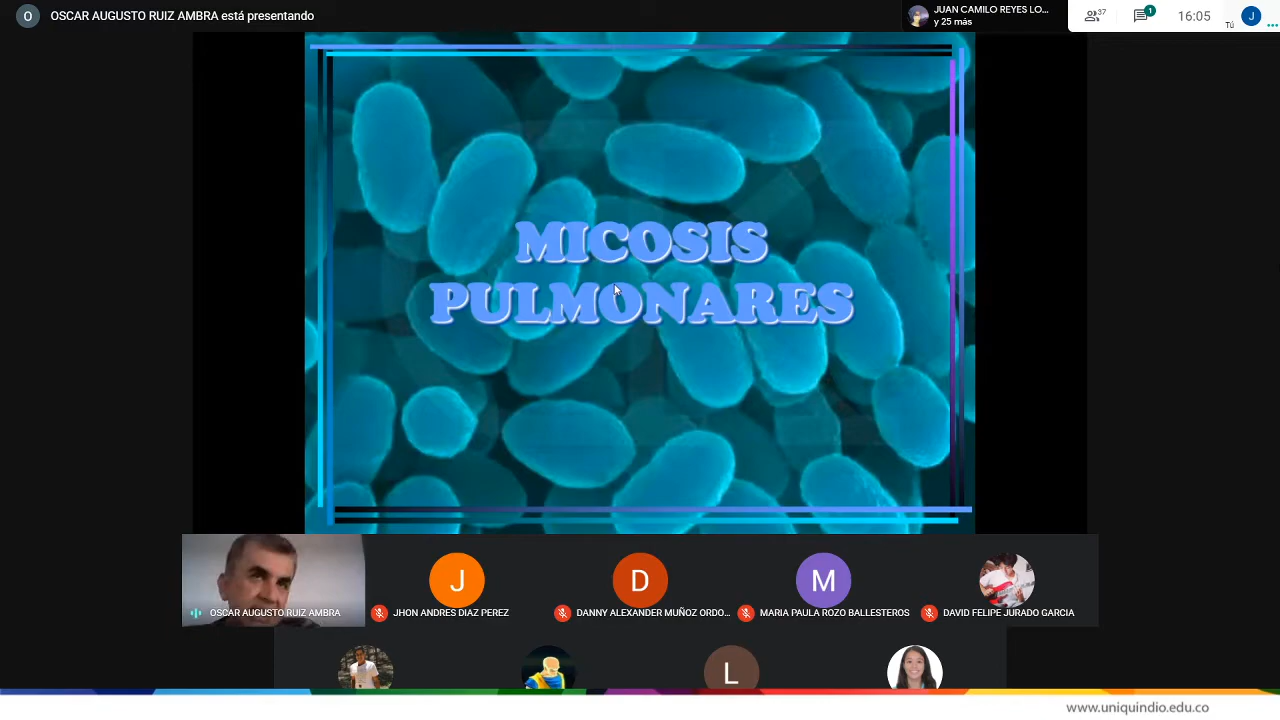 O
OSCAR AUGUSTO RUIZ AMBRA está presentando
JUAN CAMILO REYES LO...
y 25 más
37
1
16:05
Tú
J
MICOSIS
PULMONARES
J
D
M
OSCAR AUGUSTO RUIZ AMBRA
JHON ANDRES DIAZ PEREZ
DANNY ALEXANDER MUÑOZ ORDO...
MARIA PAULA ROZO BALLESTEROS
DAVID FELIPE JURADO GARCIA
L
www.uniquindio.edu.co